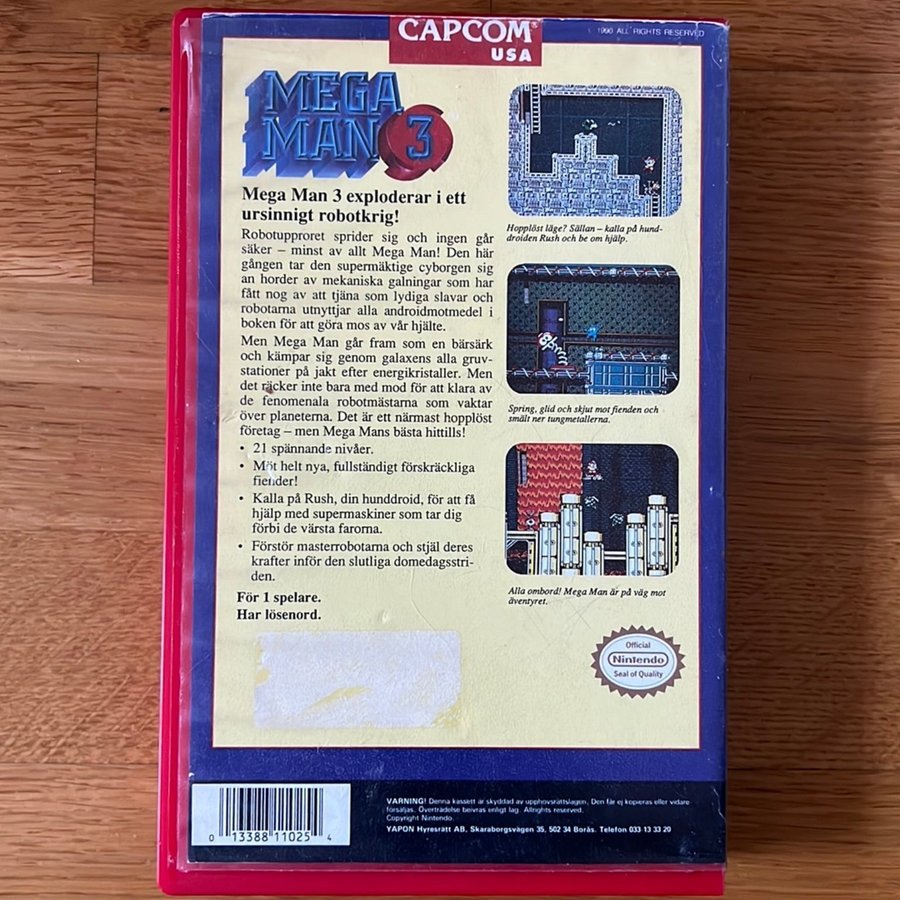 CAPCOM
USA
1990 ALL RIGHTS RESERVED
MEGA
MAN 3
Mega Man 3 exploderar i ett
ursinnigt robotkrig!
Robotupproret sprider sig och ingen går
säker – minst av allt Mega Man! Den här
gången tar den supermäktige cyborgen sig
an horder av mekaniska galningar som har
fått nog av att tjäna som lydiga slavar och
robotarna utnyttjar alla androidmotmedel i
boken för att göra mos av vår hjälte.
Men Mega Man går fram som en bärsärk
och kämpar sig genom galaxens alla gruv-
stationer på jakt efter energikristaller. Men
det räcker inte bara med mod för att klara av
de fenomenala robotmästarna som vaktar
över planeterna. Det är ett närmast hopplöst
företag – men Mega Mans bästa hittills!
• 21 spännande nivåer.
• Möt helt nya, fullständigt förskräckliga
fiender!
• Kalla på Rush, din hunddroid, för att få
hjälp med supermaskiner som tar dig
förbi de värsta farorna.
• Förstör masterrobotarna och stjäl deras
krafter inför den slutliga domedagsstri-
den.
För 1 spelare.
Har lösenord.
Hopplöst läge? Sällan – kalla på hund-
droiden Rush och be om hjälp.
Spring, glid och skjut mot fienden och
smält ner tungmetallerna.
Alla ombord! Mega Man är på väg mot
äventyret.
Official
Nintendo
Seal of Quality
0 13388 11025 4
VARNING! Denna kassett är skyddad av upphovsrättslagen, Den får ej kopieras eller vidare
försäljas. Överträdelse beivras enligt lag. Allrights reserved.
Copyright Nintendo.
YAPON Hyresrätt AB, Skaraborgsvägen 35, 502 34 Borås. Telefon 033 13 33 20